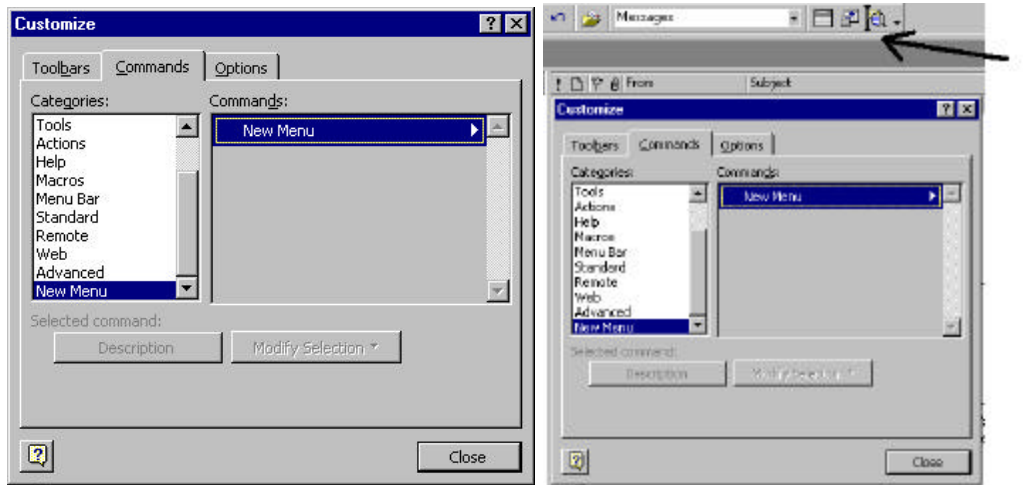 Customize
Toolbars Commands Options
Categories: Commands:
Tools
Actions
Help
Macros
Menu Bar
Standard
Remote
Web
Advanced
New Menu
New Menu
Selected command:
Description Modify Selection
Close
Messages
! From Subject
Customize
Toolbars Commands Options
Categories: Commands:
Tools
Actions
Help
Macros
Menu Bar
Standard
Remote
Web
Advanced
New Menu
New Menu
Selected command:
Description Modify Selection
Close